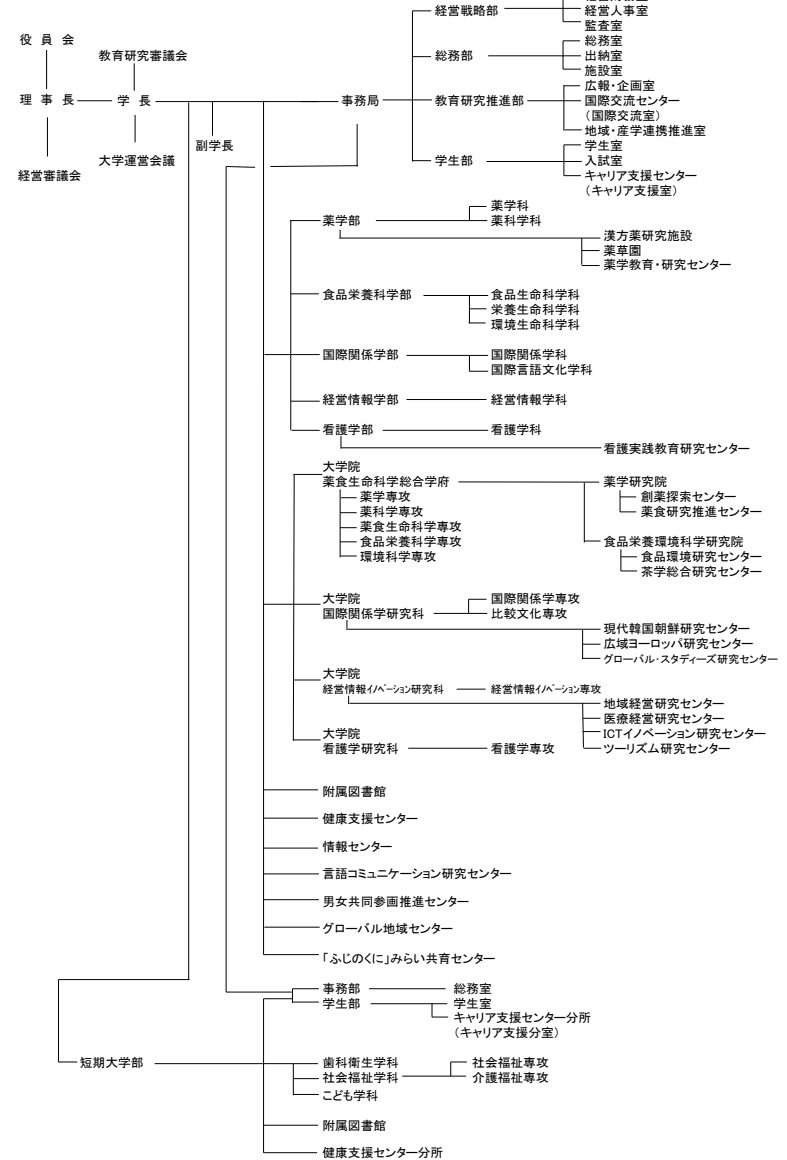 経営戦略部
経営人事室
監査室
役 員 会
教育研究審議会
総務部
総務室
出納室
施設室
理 事 長
学 長
副学長
事務局
教育研究推進部
広報・企画室
国際交流センター
(国際交流室)
地域・産学連携推進室
経営審議会
大学運営会議
学生部
学生室
入試室
キャリア支援センター
(キャリア支援室)
薬学部
薬学科
薬科学科
漢方薬研究施設
薬草園
薬学教育・研究センター
食品栄養科学部
食品生命科学科
栄養生命科学科
環境生命科学科
国際関係学部
国際関係学科
国際言語文化学科
経営情報学部
経営情報学科
看護学部
看護学科
看護実践教育研究センター
大学院
薬食生命科学総合学府
薬学専攻
薬科学専攻
薬食生命科学専攻
食品栄養科学専攻
環境科学専攻
薬学研究院
創薬探索センター
薬食研究推進センター
食品栄養環境科学研究院
食品環境研究センター
茶学総合研究センター
大学院
国際関係学研究科
国際関係学専攻
比較文化専攻
現代韓国朝鮮研究センター
広域ヨーロッパ研究センター
グローバル・スタディーズ研究センター
大学院
経営情報イノベーション研究科
経営情報イノベーション専攻
地域経営研究センター
医療経営研究センター
ICTイノベーション研究センター
ツーリズム研究センター
大学院
看護学研究科
看護学専攻
附属図書館
健康支援センター
情報センター
言語コミュニケーション研究センター
男女共同参画推進センター
グローバル地域センター
「ふじのくに」みらい共育センター
事務部
総務室
学生部
学生室
キャリア支援センター分所
(キャリア支援分室)
短期大学部
歯科衛生学科
社会福祉学科
社会福祉専攻
介護福祉専攻
こども学科
附属図書館
健康支援センター分所